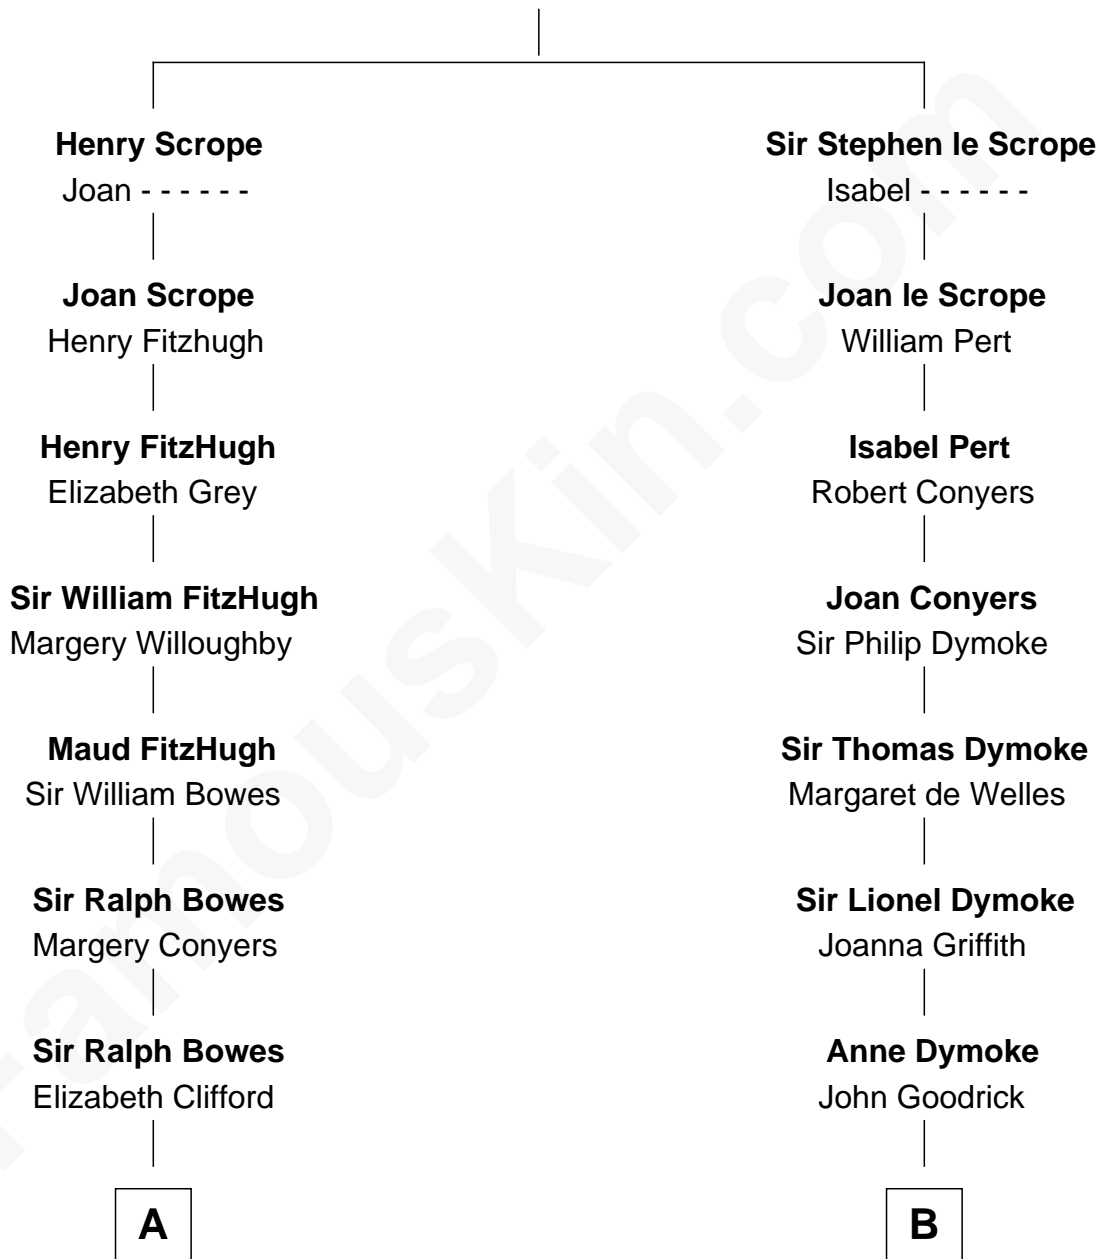 Henry Scrope
Joan - - - - - -
Joan Scrope
Henry Fitzhugh
Henry FitzHugh
Elizabeth Grey
Sir William FitzHugh
Margery Willoughby
Maud FitzHugh
Sir William Bowes
Sir Ralph Bowes
Margery Conyers
Sir Ralph Bowes
Elizabeth Clifford
A
Sir Stephen le Scrope
Isabel - - - - - -
Joan le Scrope
William Pert
Isabel Pert
Robert Conyers
Joan Conyers
Sir Philip Dymoke
Sir Thomas Dymoke
Margaret de Welles
Sir Lionel Dymoke
Joanna Griffith
Anne Dymoke
John Goodrick
B
FamousKin.com